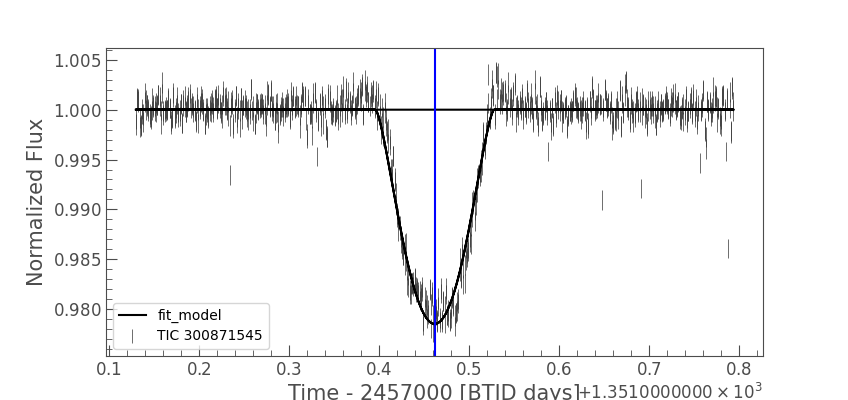 1.005
1.000
0.995
0.990
0.985
0.980
Normalized Flux
fit_model
TIC 300871545
0.1 0.2 0.3 0.4 0.5 0.6 0.7 0.8
Time - 2457000 [BTJD days]
+1.3510000000 × 10³